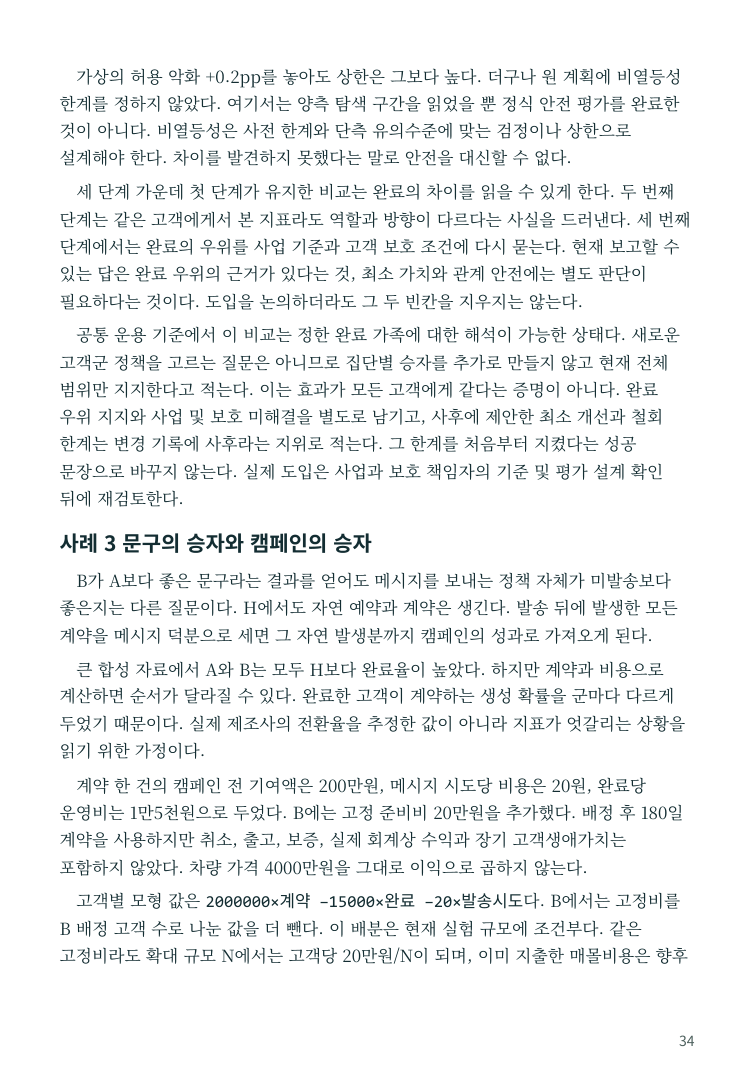 가상의 허용 악화 +0.2pp를 놓아도 상한은 그보다 높다. 더구나 원 계획에 비열등성
한계를 정하지 않았다. 여기서는 양측 탐색 구간을 읽었을 뿐 정식 안전 평가를 완료한
것이 아니다. 비열등성은 사전 한계와 단측 유의수준에 맞는 검정이나 상한으로
설계해야 한다. 차이를 발견하지 못했다는 말로 안전을 대신할 수 없다.
세 단계 가운데 첫 단계가 유지한 비교는 완료의 차이를 읽을 수 있게 한다. 두 번째
단계는 같은 고객에게서 본 지표라도 역할과 방향이 다르다는 사실을 드러낸다. 세 번째
단계에서는 완료의 우위를 사업 기준과 고객 보호 조건에 다시 묻는다. 현재 보고할 수
있는 답은 완료 우위의 근거가 있다는 것, 최소 가치와 관계 안전에는 별도 판단이
필요하다는 것이다. 도입을 논의하더라도 그 두 빈칸을 지우지는 않는다.
공통 운용 기준에서 이 비교는 정한 완료 가족에 대한 해석이 가능한 상태다. 새로운
고객군 정책을 고르는 질문은 아니므로 집단별 승자를 추가로 만들지 않고 현재 전체
범위만 지지한다고 적는다. 이는 효과가 모든 고객에게 같다는 증명이 아니다. 완료
우위 지지와 사업 및 보호 미해결을 별도로 남기고, 사후에 제안한 최소 개선과 철회
한계는 변경 기록에 사후라는 지위로 적는다. 그 한계를 처음부터 지켰다는 성공
문장으로 바꾸지 않는다. 실제 도입은 사업과 보호 책임자의 기준 및 평가 설계 확인
뒤에 재검토한다.
사례 3 문구의 승자와 캠페인의 승자
B가 A보다 좋은 문구라는 결과를 얻어도 메시지를 보내는 정책 자체가 미발송보다
좋은지는 다른 질문이다. H에서도 자연 예약과 계약은 생긴다. 발송 뒤에 발생한 모든
계약을 메시지 덕분으로 세면 그 자연 발생분까지 캠페인의 성과로 가져오게 된다.
큰 합성 자료에서 A와 B는 모두 H보다 완료율이 높았다. 하지만 계약과 비용으로
계산하면 순서가 달라질 수 있다. 완료한 고객이 계약하는 생성 확률을 군마다 다르게
두었기 때문이다. 실제 제조사의 전환율을 추정한 값이 아니라 지표가 엇갈리는 상황을
읽기 위한 가정이다.
계약 한 건의 캠페인 전 기여액은 200만원, 메시지 시도당 비용은 20원, 완료당
운영비는 1만5천원으로 두었다. B에는 고정 준비비 20만원을 추가했다. 배정 후 180일
계약을 사용하지만 취소, 출고, 보증, 실제 회계상 수익과 장기 고객생애가치는
포함하지 않았다. 차량 가격 4000만원을 그대로 이익으로 곱하지 않는다.
고객별 모형 값은 2000000×계약 −15000×완료 −20×발송시도다. B에서는 고정비를
B 배정 고객 수로 나눈 값을 더 뺀다. 이 배분은 현재 실험 규모에 조건부다. 같은
고정비라도 확대 규모 N에서는 고객당 20만원/N이 되며, 이미 지출한 매몰비용은 향후
34